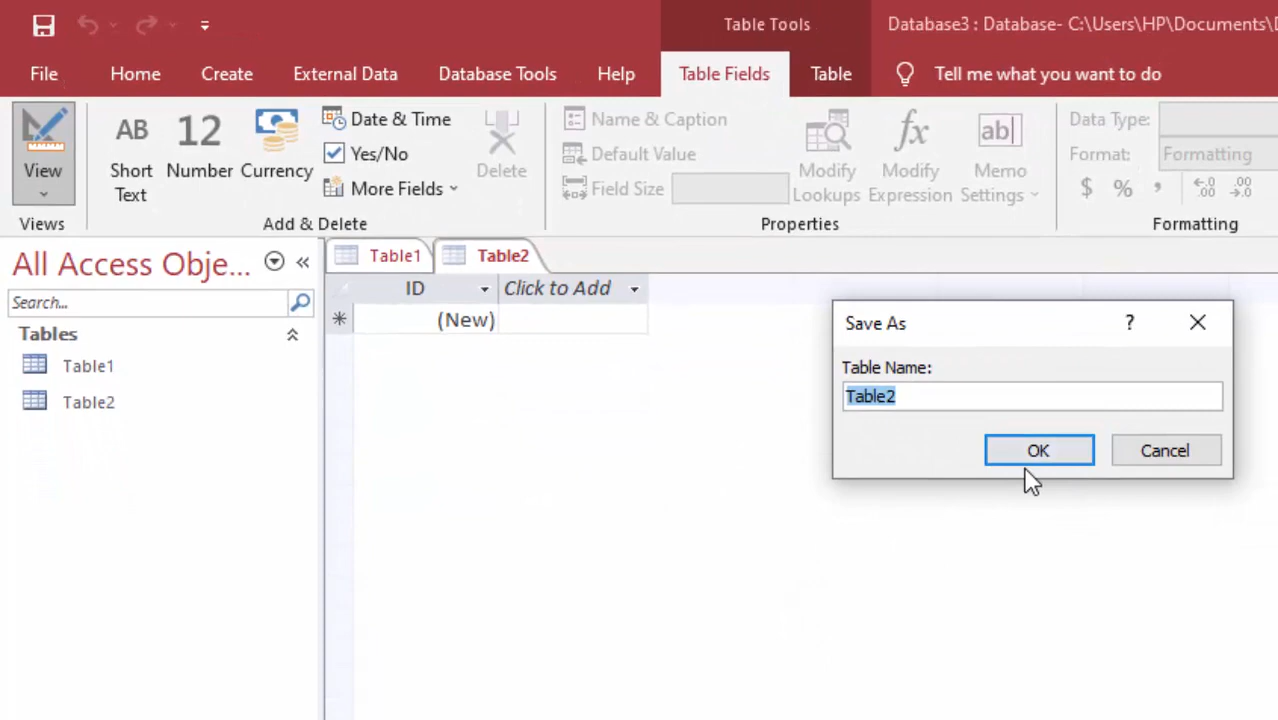 Table Tools
Database3 : Database- C:\Users\HP\Documents\D
File
Home
Create
External Data
Database Tools
Help
Table Fields
Table
Tell me what you want to do
View
Views
AB
Short
Text
12
Number
Currency
Date & Time
Yes/No
More Fields
Delete
Add & Delete
Name & Caption
Default Value
Field Size
Modify
Lookups
fx
Modify
Expression
ab
Memo
Settings
Properties
Data Type:
Format:
Formatting
$ % ,
←0
.00
.00
→0
Formatting
All Access Obje...
Search...
Tables
Table1
Table2
Table1
Table2
ID
Click to Add
(New)
Save As
?
Table Name:
Table2
OK
Cancel